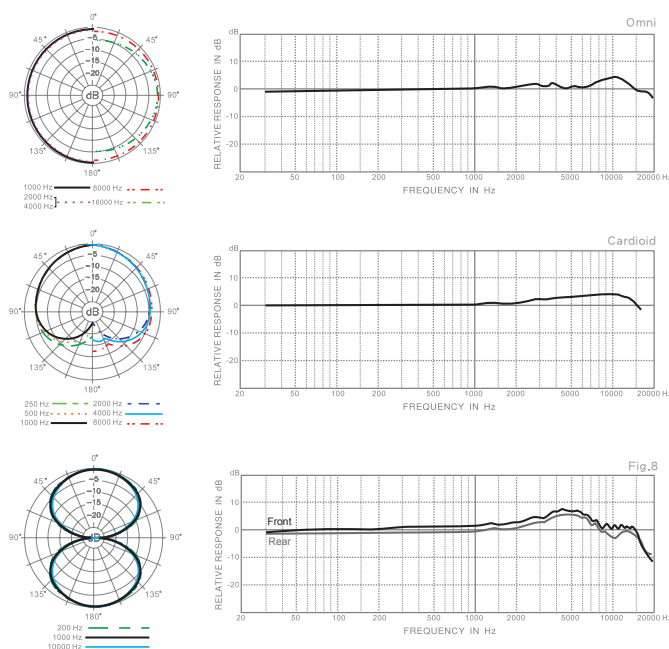 Omni
0°
45°
45°
90°
90°
135°
135°
180°
−5
−10
−15
−20
dB
1000 Hz
2000 Hz
4000 Hz
8000 Hz
16000 Hz
dB
RELATIVE RESPONSE IN dB
10
0
-10
-20
20
50
100
200
500
1000
2000
5000
10000
20000 Hz
FREQUENCY IN Hz
Cardioid
0°
45°
45°
90°
90°
135°
135°
180°
−5
−10
−15
−20
dB
250 Hz
500 Hz
1000 Hz
2000 Hz
4000 Hz
8000 Hz
dB
RELATIVE RESPONSE IN dB
10
0
-10
-20
20
50
100
200
500
1000
2000
5000
10000
20000 Hz
FREQUENCY IN Hz
Fig.8
0°
45°
45°
90°
90°
135°
135°
180°
−5
−10
−15
−20
dB
200 Hz
1000 Hz
10000 Hz
dB
RELATIVE RESPONSE IN dB
10
0
-10
-20
Front
Rear
20
50
100
200
500
1000
2000
5000
10000
20000 Hz
FREQUENCY IN Hz